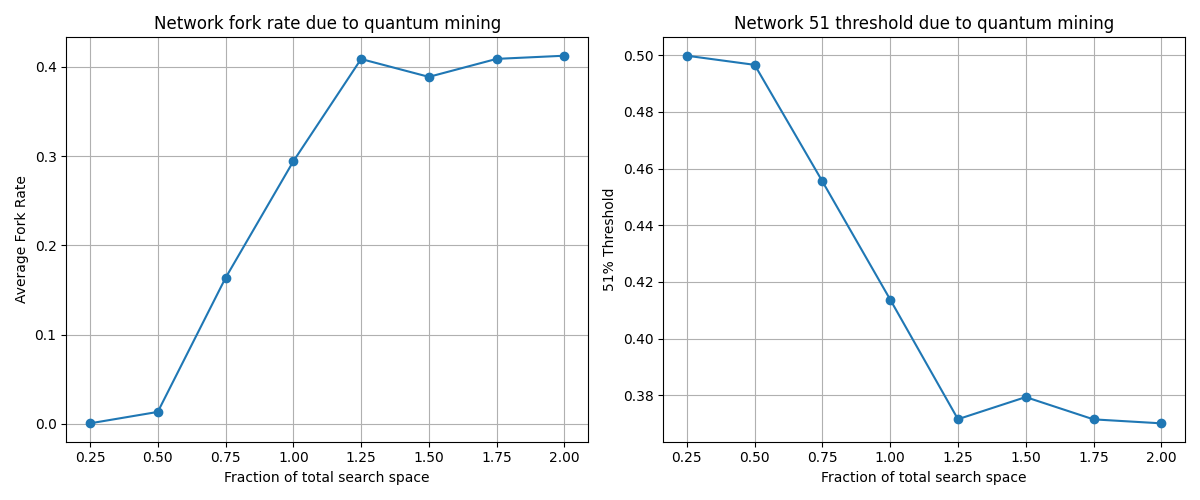 Network fork rate due to quantum mining
Average Fork Rate
0.4
0.3
0.2
0.1
0.0
0.25 0.50 0.75 1.00 1.25 1.50 1.75 2.00
Fraction of total search space
Network 51 threshold due to quantum mining
51% Threshold
0.50
0.48
0.46
0.44
0.42
0.40
0.38
0.25 0.50 0.75 1.00 1.25 1.50 1.75 2.00
Fraction of total search space